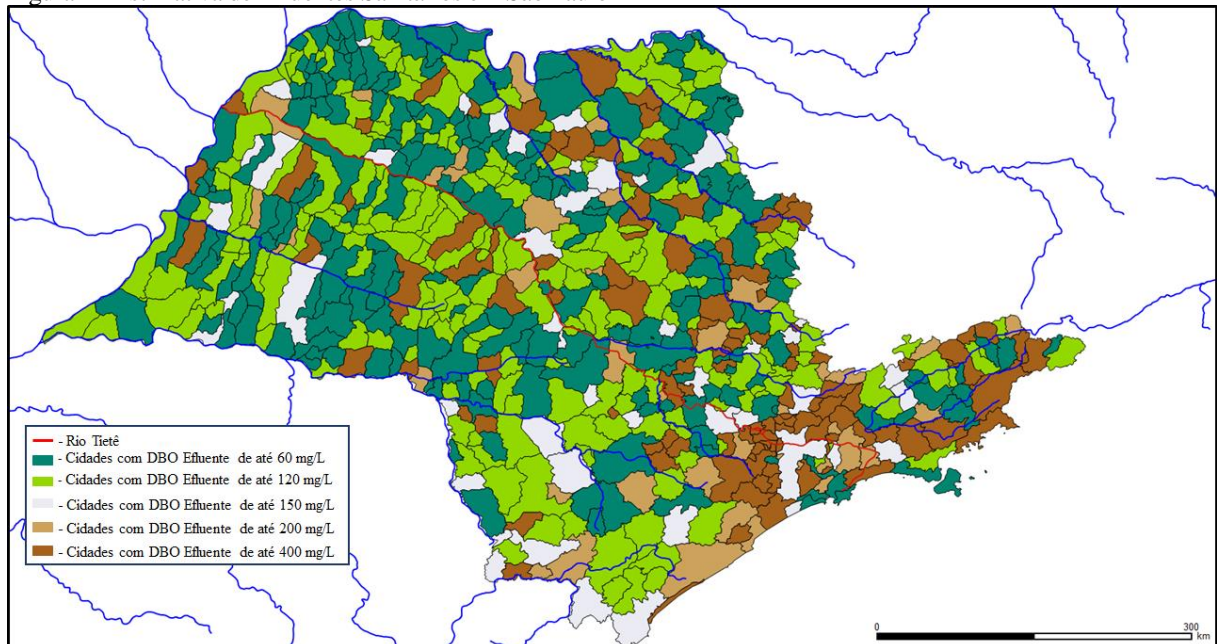 - Rio Tietê
- Cidades com DBO Efluente de até 60 mg/L
- Cidades com DBO Efluente de até 120 mg/L
- Cidades com DBO Efluente de até 150 mg/L
- Cidades com DBO Efluente de até 200 mg/L
- Cidades com DBO Efluente de até 400 mg/L
0 300
km